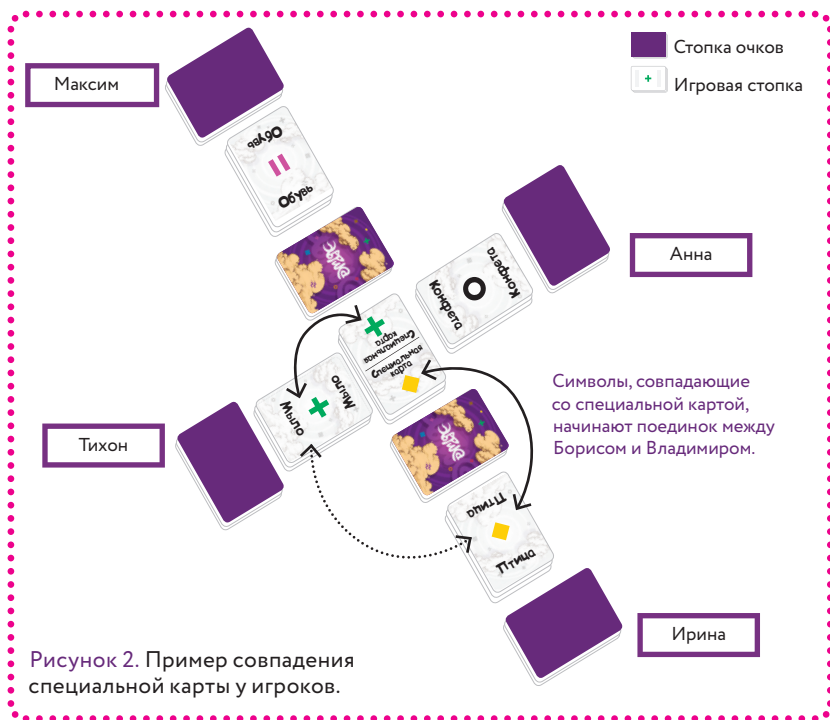 Стопка очков
Игровая стопка
Максим
Обувь
Обувь
Анна
Конфета
Конфета
Специальная
карта
Специальная
карта
Мыло
Мыло
Тихон
Символы, совпадающие
со специальной картой,
начинают поединок между
Борисом и Владимиром.
Птица
Птица
Ирина
Рисунок 2. Пример совпадения
специальной карты у игроков.